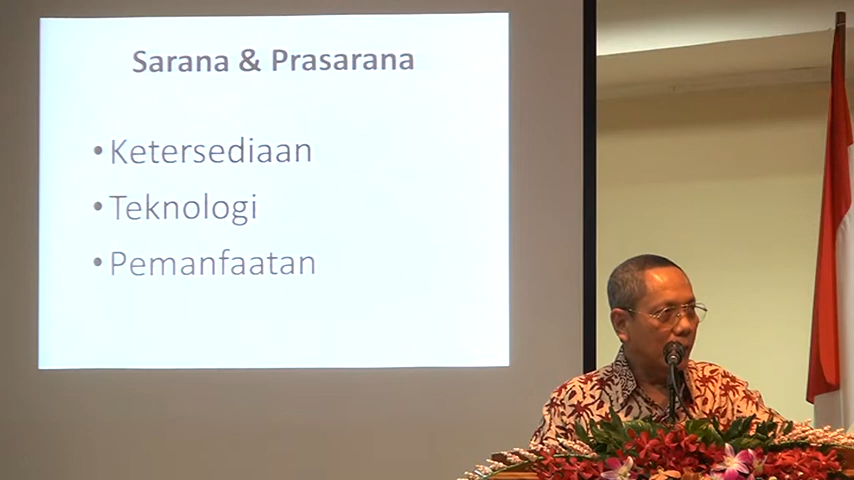 Sarana & Prasarana
• Ketersediaan
• Teknologi
• Pemanfaatan